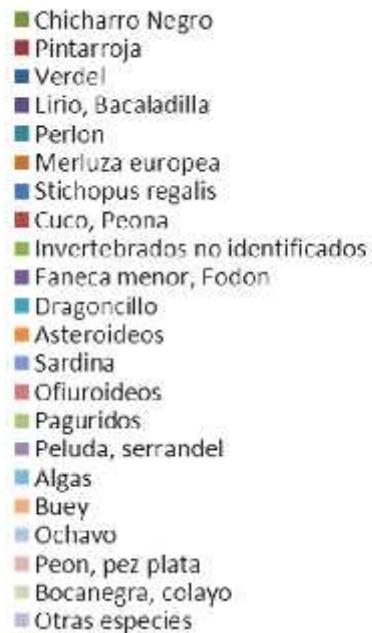 Chicharro Negro
Pintarroja
Verdel
Lirio, Bacaladilla
Perlon
Merluza europea
Stichopus regalis
Cuco, Peona
Invertebrados no identificados
Faneca menor, Fodon
Dragoncillo
Asteroideos
Sardina
Ofiuroideos
Paguridos
Peluda, serrandel
Algas
Buey
Ochavo
Peon, pez plata
Bocanegra, colayo
Otras especies